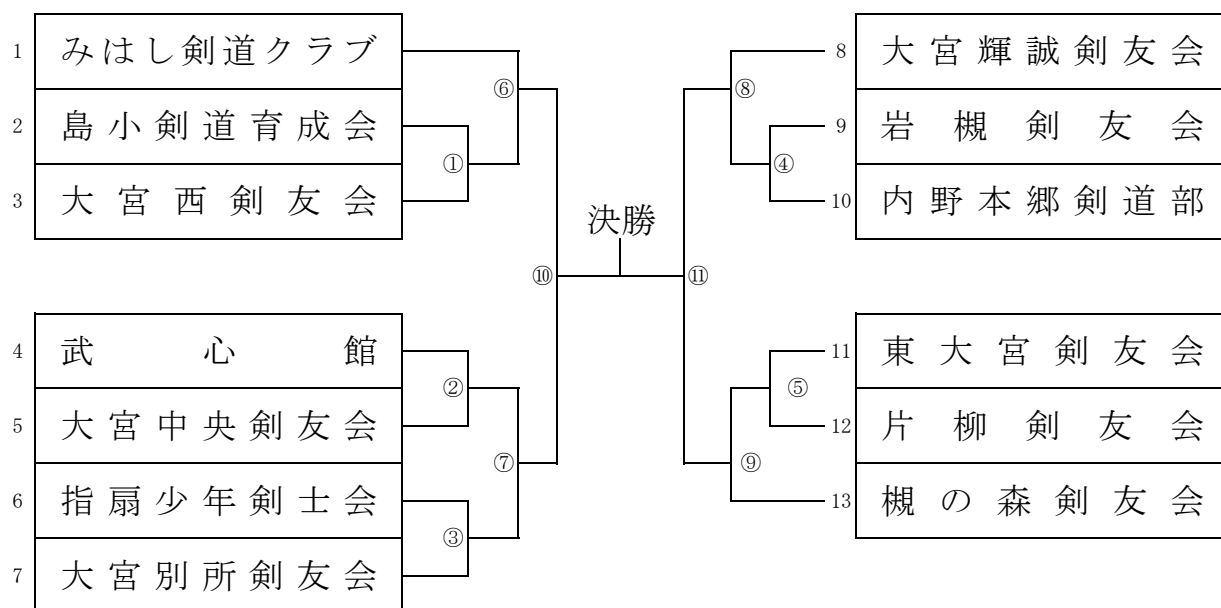 1 みはし剣道クラブ
2 島小剣道育成会
3 大宮西剣友会
4 武心館
5 大宮中央剣友会
6 指扇少年剣士会
7 大宮別所剣友会
⑥
①
②
⑦
③
⑩
決勝
⑪
⑧
④
⑤
⑨
8 大宮輝誠剣友会
9 岩槻剣友会
10 内野本郷剣道部
11 東大宮剣友会
12 片柳剣友会
13 槻の森剣友会